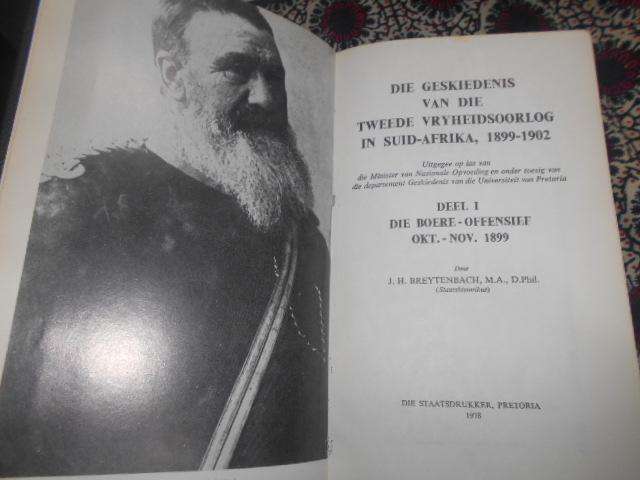 DIE GESKIEDENIS
VAN DIE
TWEEDE VRYHEIDSOORLOG
IN SUID-AFRIKA, 1899-1902
Uitgegee op las van
die Minister van Nasionale Opvoeding en onder toesig van
die departement Geskiedenis van die Universiteit van Pretoria
DEEL I
DIE BOERE-OFFENSIEF
OKT.-NOV. 1899
Deur
J. H. BREYTENBACH, M.A., D.Phil.
(Staatshistorikus)
DIE STAATSDRUKKER, PRETORIA
1978